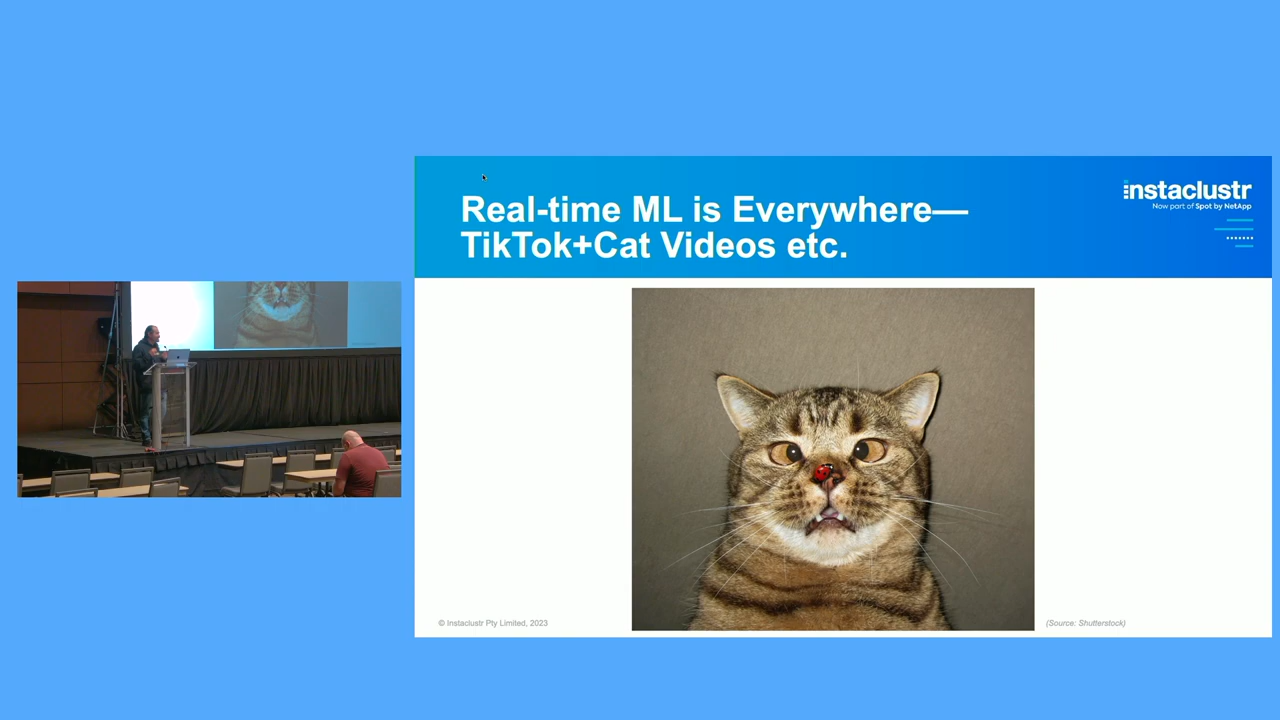 Real-time ML is Everywhere—
TikTok+Cat Videos etc.
instaclustr
Now part of Spot by NetApp
© Instaclustr Pty Limited, 2023
(Source: Shutterstock)